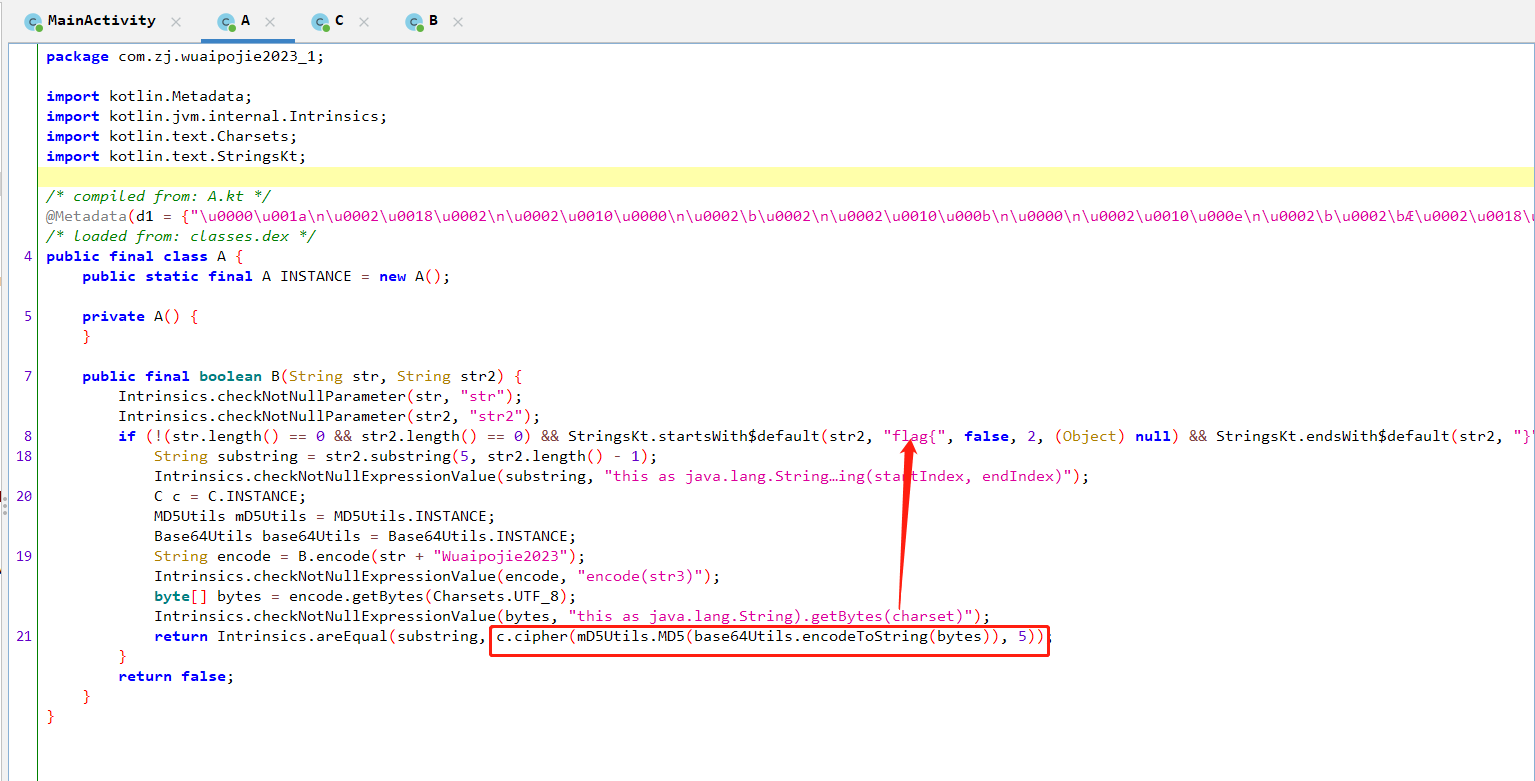 MainActivity × A × C × B ×
package com.zj.wuaipojie2023_1;
import kotlin.Metadata;
import kotlin.jvm.internal.Intrinsics;
import kotlin.text.Charsets;
import kotlin.text.StringsKt;
/* compiled from: A.kt */
@Metadata(d1 = {"\u0000\u001a\n\u0002\u0018\u0002\n\u0002\u0010\u0000\n\u0002\b\u0002\n\u0002\u0010\u000b\n\u0000\n\u0002\u0010\u000e\n\u0002\b\u0002\bÆ\u0002\u0018\u
/* loaded from: classes.dex */
4 public final class A {
public static final A INSTANCE = new A();
5 private A() {
}
7 public final boolean B(String str, String str2) {
Intrinsics.checkNotNullParameter(str, "str");
Intrinsics.checkNotNullParameter(str2, "str2");
8 if (!(str.length() == 0 && str2.length() == 0) && StringsKt.startsWith$default(str2, "flag{", false, 2, (Object) null) && StringsKt.endsWith$default(str2, "}"
18 String substring = str2.substring(5, str2.length() - 1);
Intrinsics.checkNotNullExpressionValue(substring, "this as java.lang.String…ing(startIndex, endIndex)");
20 C c = C.INSTANCE;
MD5Utils mD5Utils = MD5Utils.INSTANCE;
Base64Utils base64Utils = Base64Utils.INSTANCE;
19 String encode = B.encode(str + "Wuaipojie2023");
Intrinsics.checkNotNullExpressionValue(encode, "encode(str3)");
byte[] bytes = encode.getBytes(Charsets.UTF_8);
Intrinsics.checkNotNullExpressionValue(bytes, "this as java.lang.String).getBytes(charset)");
21 return Intrinsics.areEqual(substring, c.cipher(mD5Utils.MD5(base64Utils.encodeToString(bytes)), 5));
}
return false;
}
}